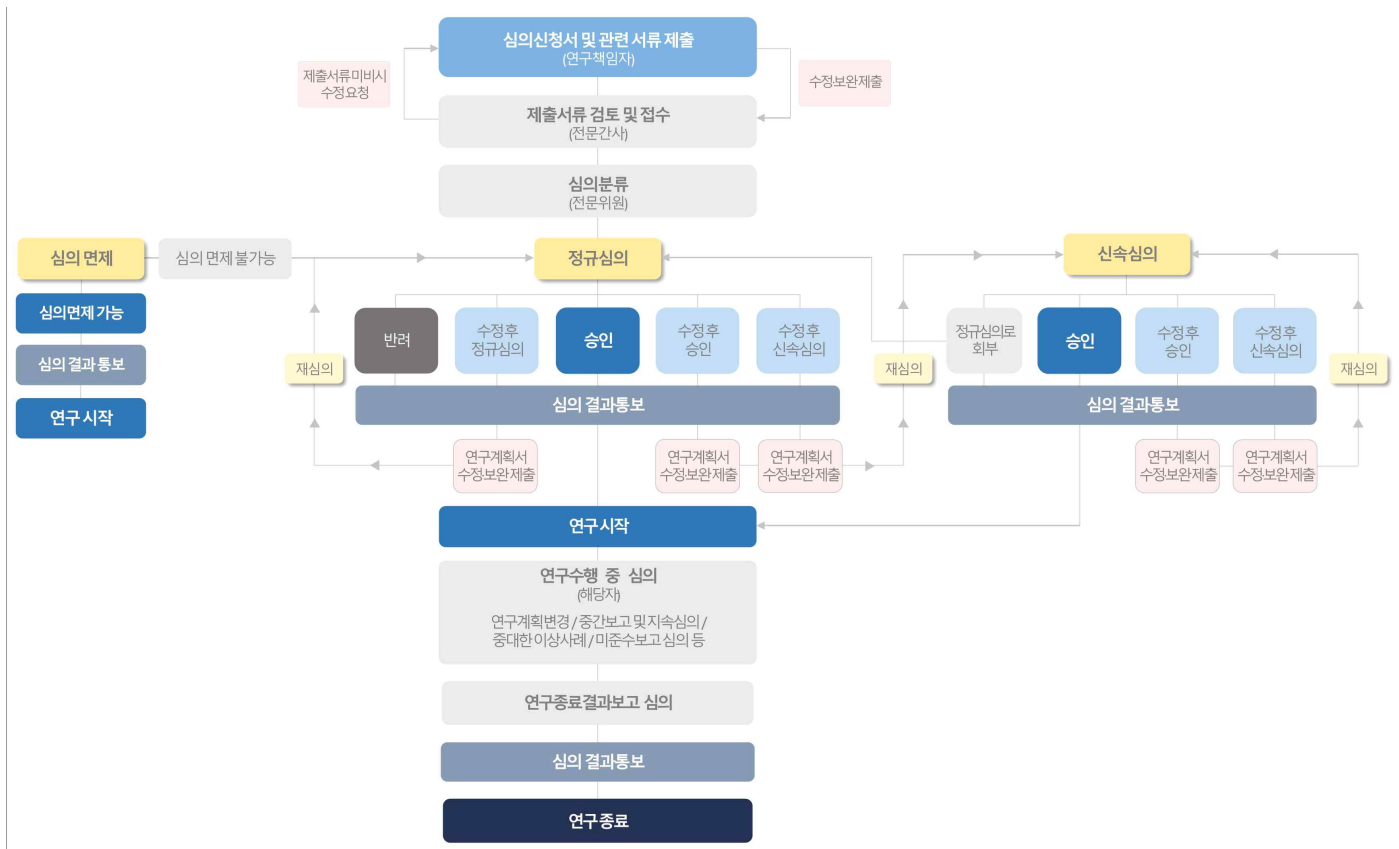 심의신청서 및 관련 서류 제출
(연구책임자)
제출서류미비시
수정요청
수정보완제출
제출서류 검토 및 접수
(전문간사)
심의분류
(전문위원)
심의 면제
심의 면제 불가능
정규심의
신속심의
심의면제 가능
심의 결과 통보
연구 시작
반려
수정후
정규심의
승인
수정후
승인
수정후
신속심의
정규심의로
회부
승인
수정후
승인
수정후
신속심의
재심의
재심의
재심의
심의 결과통보
심의 결과통보
연구계획서
수정보완제출
연구계획서
수정보완제출
연구계획서
수정보완제출
연구계획서
수정보완제출
연구계획서
수정보완제출
연구 시작
연구수행 중 심의
(해당자)
연구계획변경 / 중간보고 및 지속심의 /
중대한 이상사례 / 미준수보고 심의 등
연구종료결과보고 심의
심의 결과통보
연구 종료